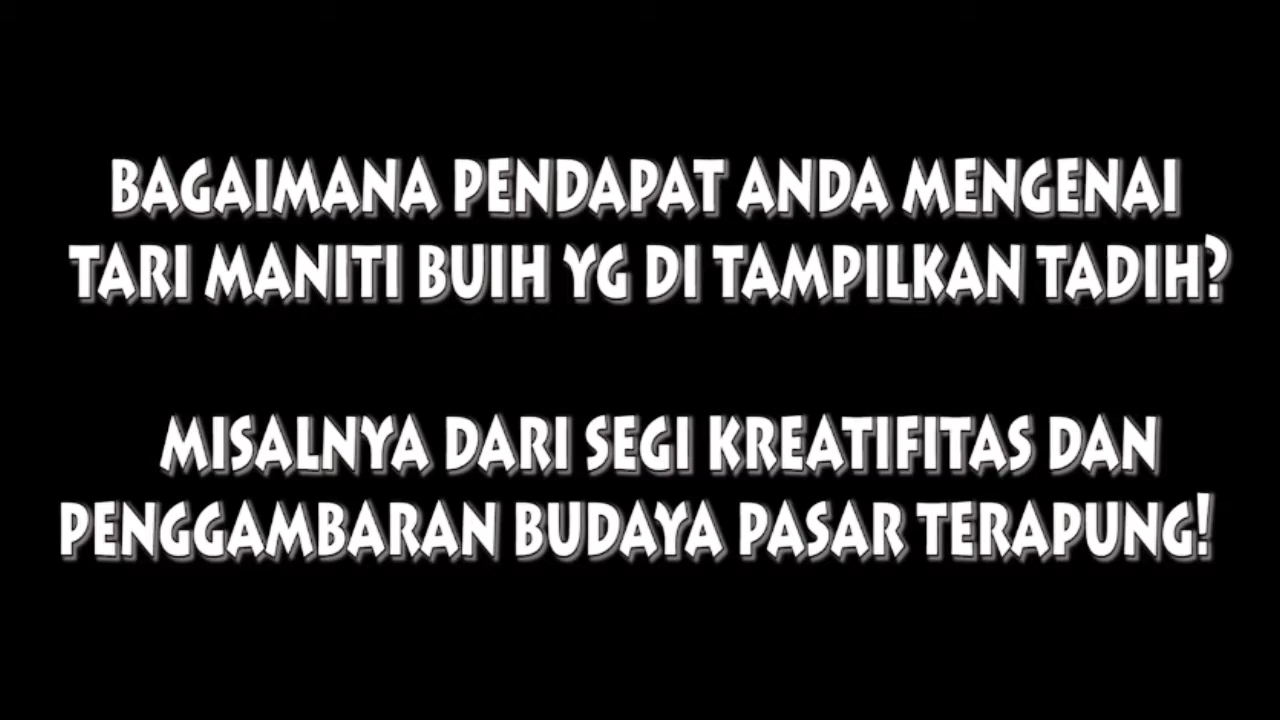 BAGAIMANA PENDAPAT ANDA MENGENAI
TARI MANITI BUIH YG DI TAMPILKAN TADIH?
MISALNYA DARI SEGI KREATIFITAS DAN
PENGGAMBARAN BUDAYA PASAR TERAPUNG!